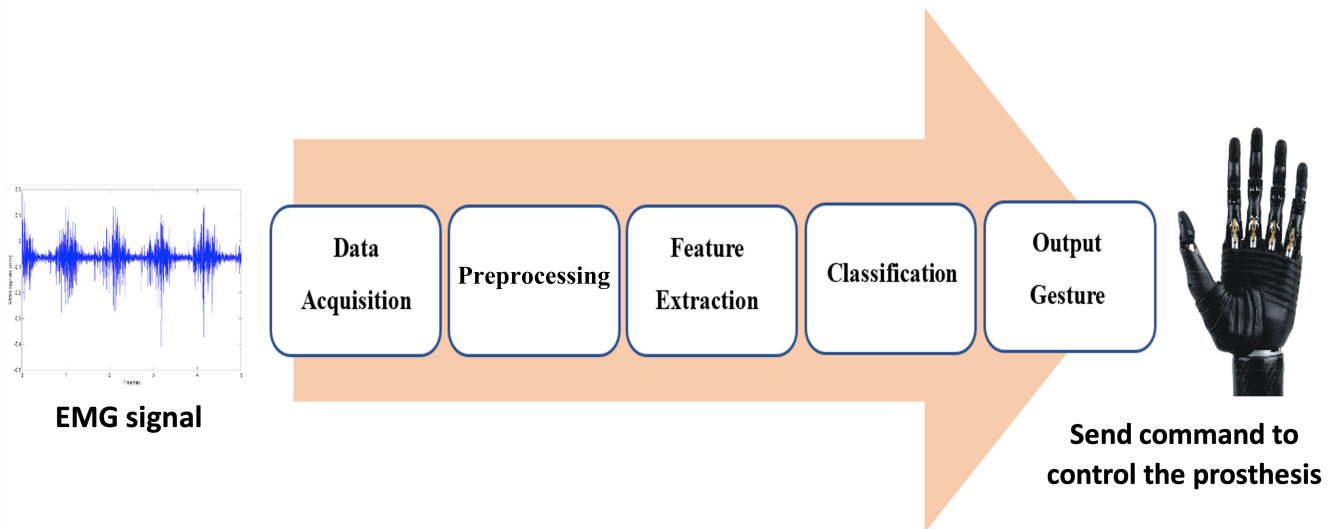 EMG signal
Data
Acquisition
Preprocessing
Feature
Extraction
Classification
Output
Gesture
Send command to
control the prosthesis